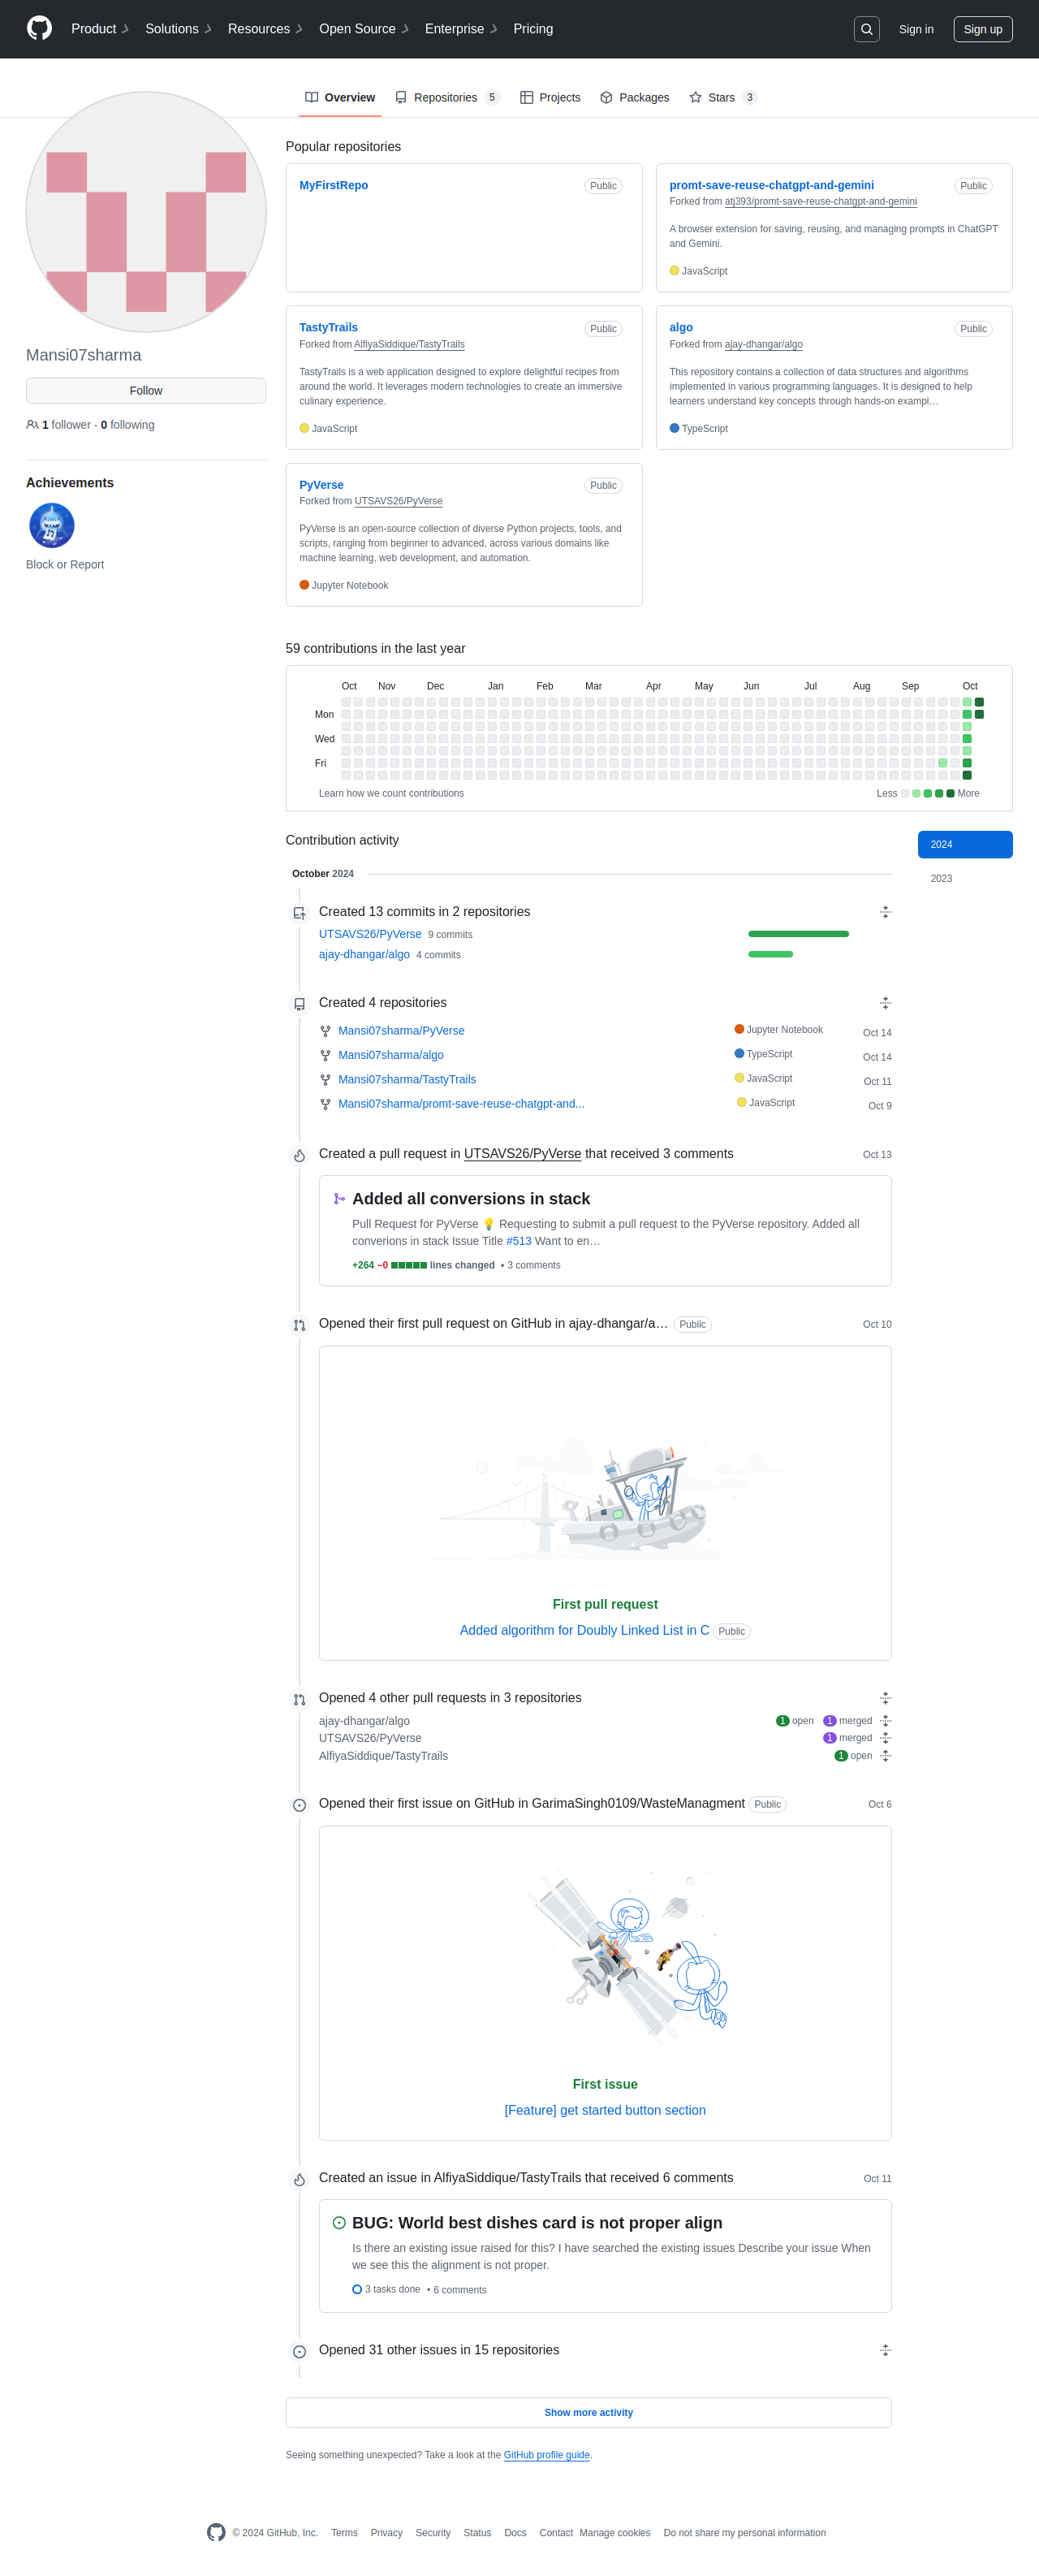 Product
Solutions
Resources
Open Source
Enterprise
Pricing
Sign in
Sign up
Overview
Repositories 5
Projects
Packages
Stars 3
Mansi07sharma
Follow
1 follower · 0 following
Achievements
Block or Report
Popular repositories
MyFirstRepo Public
promt-save-reuse-chatgpt-and-gemini Public
Forked from atj393/promt-save-reuse-chatgpt-and-gemini
A browser extension for saving, reusing, and managing prompts in ChatGPT
and Gemini.
JavaScript
TastyTrails Public
Forked from AlfiyaSiddique/TastyTrails
TastyTrails is a web application designed to explore delightful recipes from
around the world. It leverages modern technologies to create an immersive
culinary experience.
JavaScript
algo Public
Forked from ajay-dhangar/algo
This repository contains a collection of data structures and algorithms
implemented in various programming languages. It is designed to help
learners understand key concepts through hands-on exampl…
TypeScript
PyVerse Public
Forked from UTSAVS26/PyVerse
PyVerse is an open-source collection of diverse Python projects, tools, and
scripts, ranging from beginner to advanced, across various domains like
machine learning, web development, and automation.
Jupyter Notebook
59 contributions in the last year
Oct Nov Dec Jan Feb Mar Apr May Jun Jul Aug Sep Oct
Mon
Wed
Fri
Learn how we count contributions
Less More
Contribution activity
2024
2023
October 2024
Created 13 commits in 2 repositories
UTSAVS26/PyVerse 9 commits
ajay-dhangar/algo 4 commits
Created 4 repositories
Mansi07sharma/PyVerse Jupyter Notebook Oct 14
Mansi07sharma/algo TypeScript Oct 14
Mansi07sharma/TastyTrails JavaScript Oct 11
Mansi07sharma/promt-save-reuse-chatgpt-and... JavaScript Oct 9
Created a pull request in UTSAVS26/PyVerse that received 3 comments Oct 13
Added all conversions in stack
Pull Request for PyVerse 💡 Requesting to submit a pull request to the PyVerse repository. Added all
converions in stack Issue Title #513 Want to en…
+264 −0 lines changed • 3 comments
Opened their first pull request on GitHub in ajay-dhangar/a… Public Oct 10
First pull request
Added algorithm for Doubly Linked List in C Public
Opened 4 other pull requests in 3 repositories
ajay-dhangar/algo 1 open 1 merged
UTSAVS26/PyVerse 1 merged
AlfiyaSiddique/TastyTrails 1 open
Opened their first issue on GitHub in GarimaSingh0109/WasteManagment Public Oct 6
First issue
[Feature] get started button section
Created an issue in AlfiyaSiddique/TastyTrails that received 6 comments Oct 11
BUG: World best dishes card is not proper align
Is there an existing issue raised for this? I have searched the existing issues Describe your issue When
we see this the alignment is not proper.
3 tasks done • 6 comments
Opened 31 other issues in 15 repositories
Show more activity
Seeing something unexpected? Take a look at the GitHub profile guide.
© 2024 GitHub, Inc. Terms Privacy Security Status Docs Contact Manage cookies Do not share my personal information